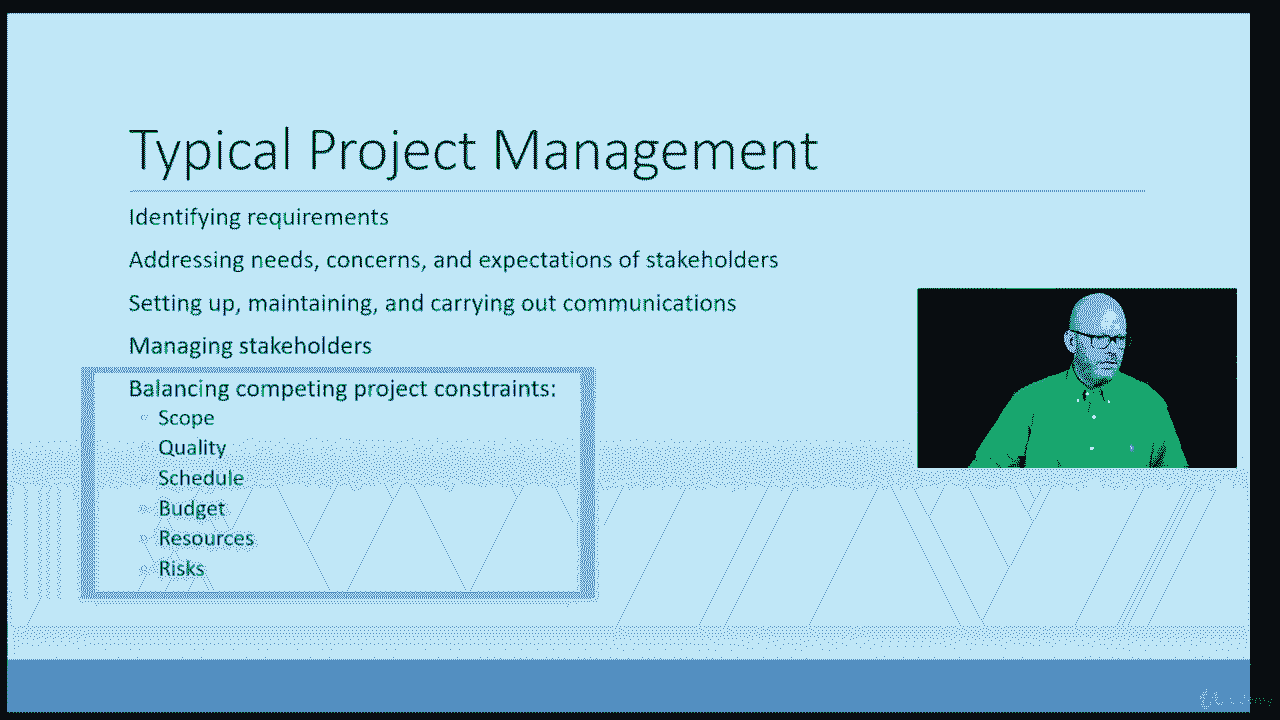 Typical Project Management
Identifying requirements
Addressing needs, concerns, and expectations of stakeholders
Setting up, maintaining, and carrying out communications
Managing stakeholders
Balancing competing project constraints:
Scope
Quality
Schedule
Budget
Resources
Risks